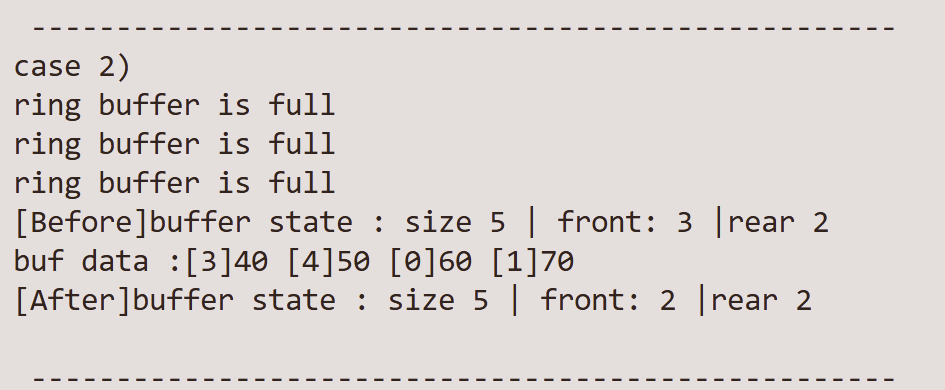 ----------------------------------------------------
case 2)
ring buffer is full
ring buffer is full
ring buffer is full
[Before]buffer state : size 5 | front: 3 |rear 2
buf data :[3]40 [4]50 [0]60 [1]70
[After]buffer state : size 5 | front: 2 |rear 2
----------------------------------------------------